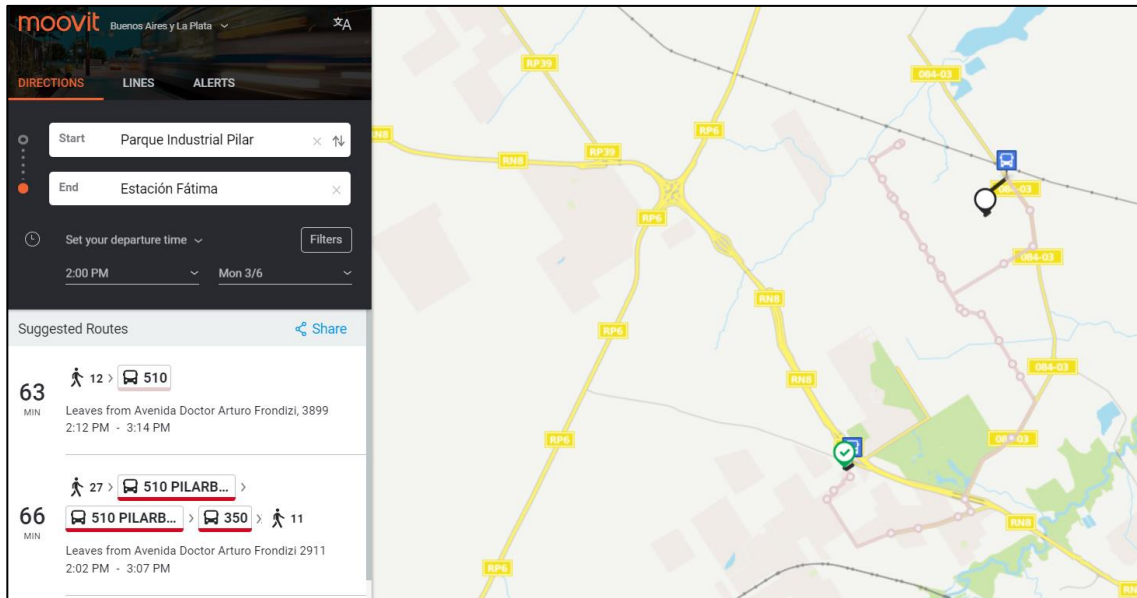 moovit Buenos Aires y La Plata
DIRECTIONS LINES ALERTS
Start Parque Industrial Pilar
End Estación Fátima
Set your departure time Filters
2:00 PM Mon 3/6
Suggested Routes Share
12 > 510
63 MIN
Leaves from Avenida Doctor Arturo Frondizi, 3899
2:12 PM - 3:14 PM
27 > 510 PILARB... >
66 MIN
510 PILARB... > 350 > 11
Leaves from Avenida Doctor Arturo Frondizi 2911
2:02 PM - 3:07 PM
RP39
084-03
RN8
RP6
RN8
RP39
084-03
RP6
084-03
RN8
RP6
084-03
RN8
RP6
084-03
RN8
RP6
RN